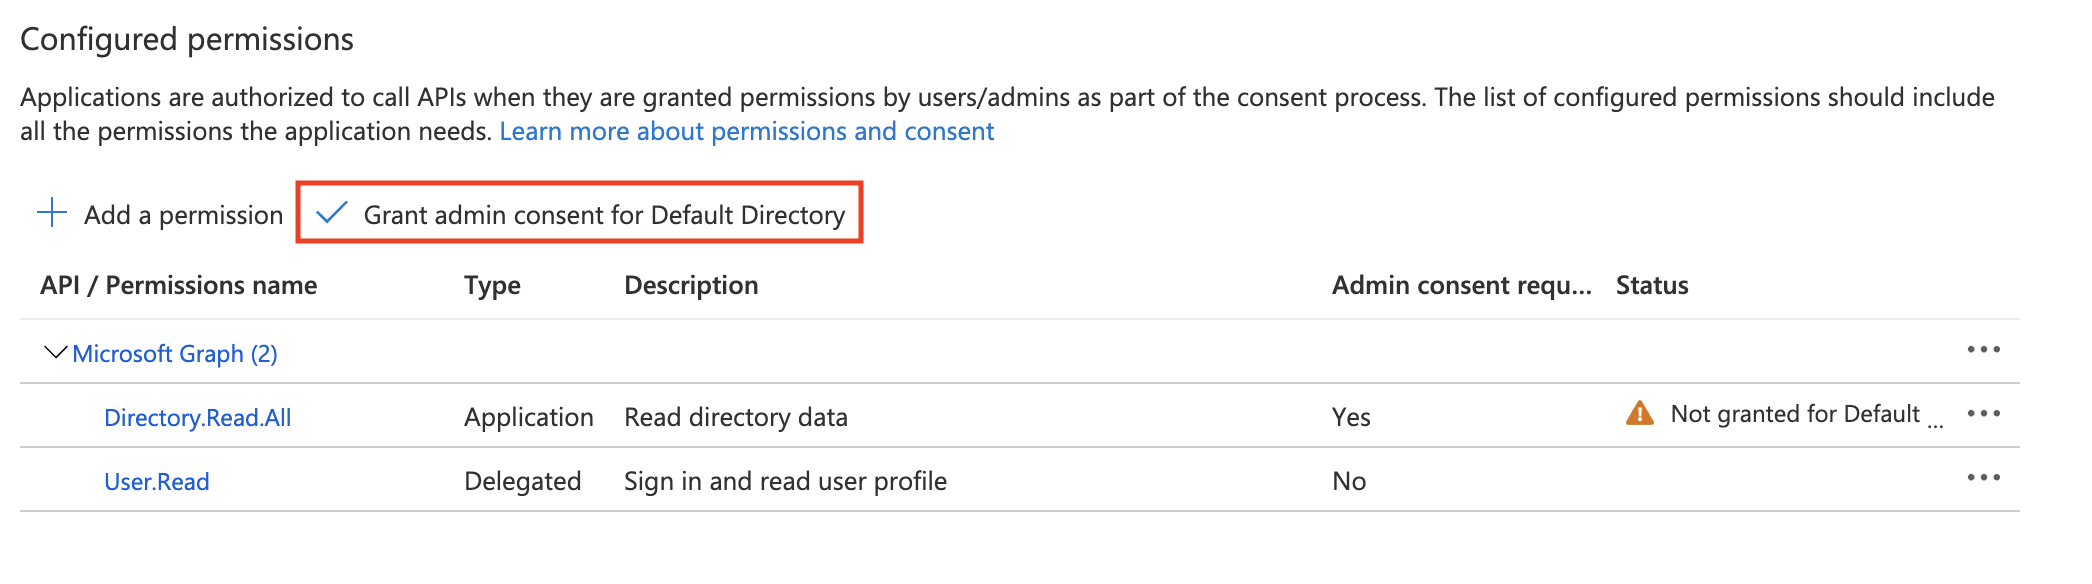 Configured permissions
Applications are authorized to call APIs when they are granted permissions by users/admins as part of the consent process. The list of configured permissions should include
all the permissions the application needs. Learn more about permissions and consent
Add a permission Grant admin consent for Default Directory
API / Permissions name Type Description Admin consent requ... Status
Microsoft Graph (2)
Directory.Read.All Application Read directory data Yes Not granted for Default ...
User.Read Delegated Sign in and read user profile No